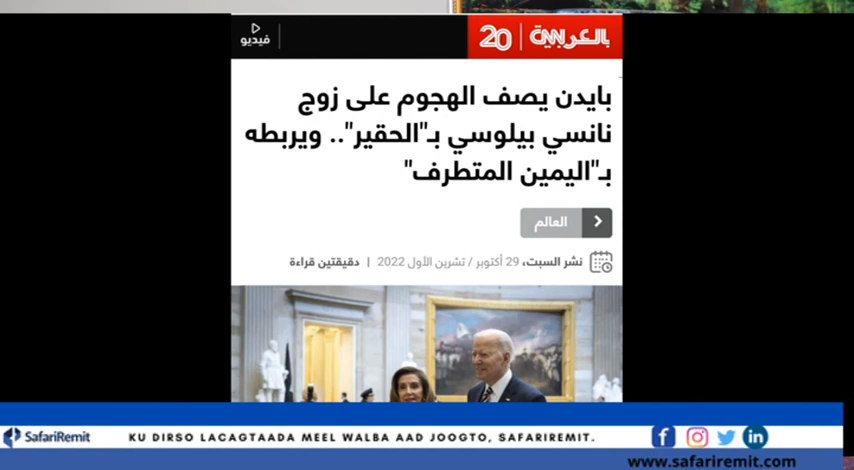 فيديو
20
بالعربية CNN
بايدن يصف الهجوم على زوج
نانسي بيلوسي بـ"الحقير".. ويربطه
بـ"اليمين المتطرف"
العالم
نشر السبت، 29 أكتوبر / تشرين الأول 2022 | دقيقتين قراءة
SafariRemit
KU DIRSO LACAGTAADA MEEL WALBA AAD JOOGTO, SAFARIREMIT.
www.safariremit.com